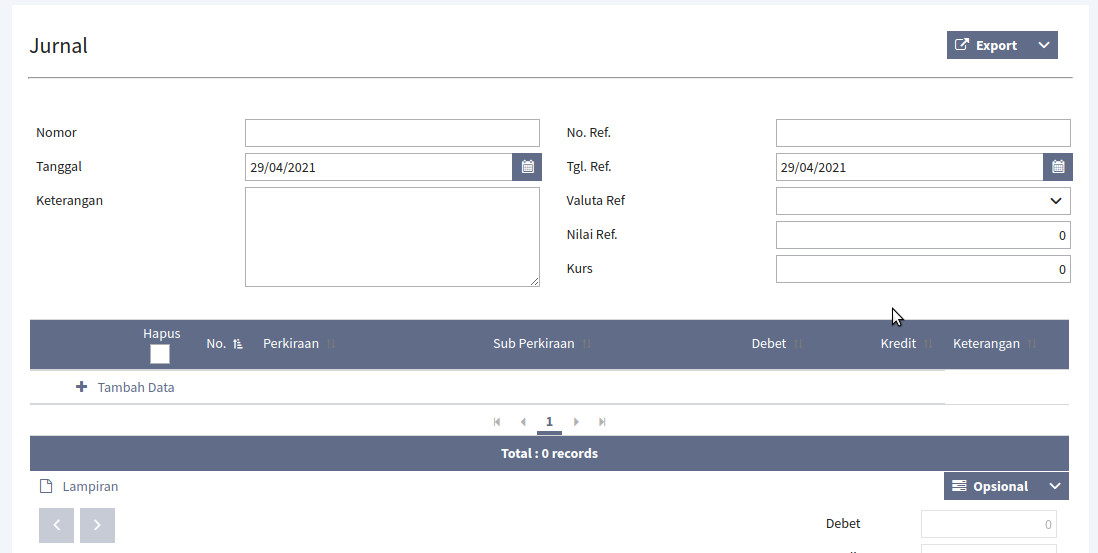 Jurnal
Export
Nomor
No. Ref.
Tanggal
29/04/2021
Tgl. Ref.
29/04/2021
Keterangan
Valuta Ref
Nilai Ref.
0
Kurs
0
Hapus
No.
Perkiraan
Sub Perkiraan
Debet
Kredit
Keterangan
Tambah Data
1
Total : 0 records
Lampiran
Opsional
Debet
0